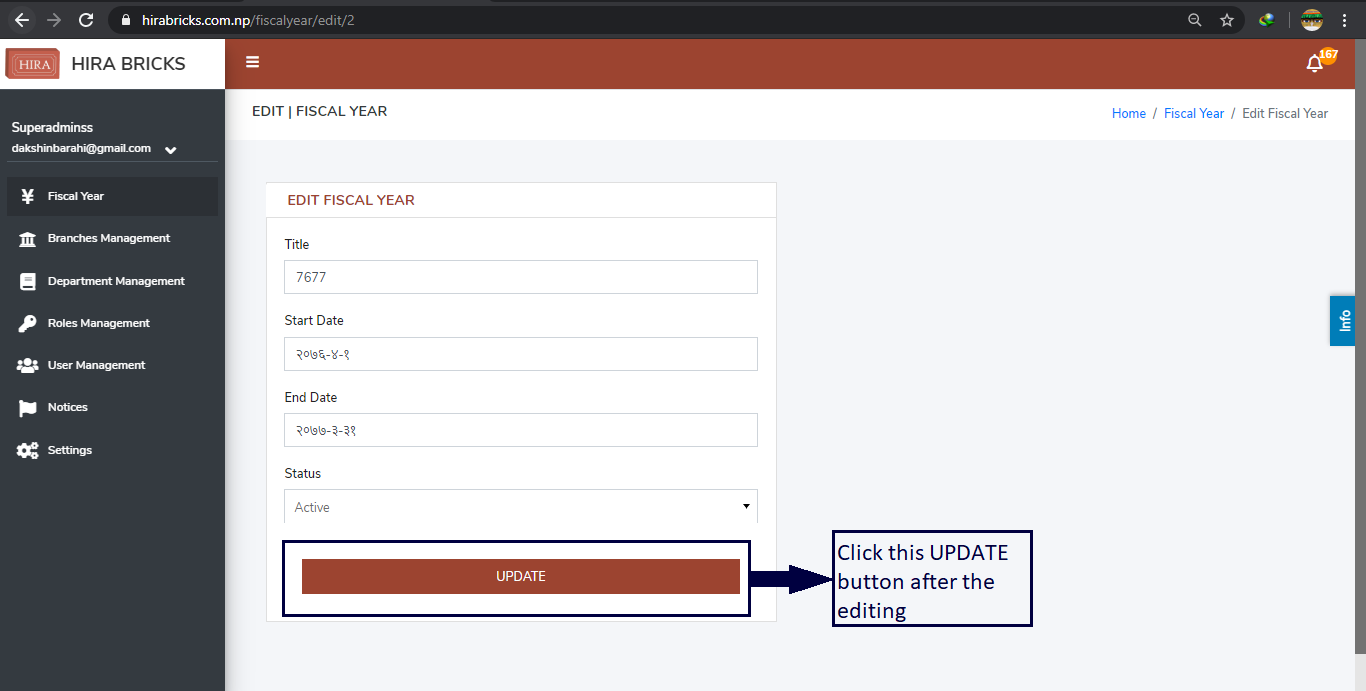 hirabricks.com.np/fiscalyear/edit/2
HIRA
HIRA BRICKS
167
EDIT | FISCAL YEAR
Home / Fiscal Year / Edit Fiscal Year
Superadminss
dakshinbarahi@gmail.com
Fiscal Year
Branches Management
Department Management
Roles Management
User Management
Notices
Settings
EDIT FISCAL YEAR
Title
7677
Start Date
२०७६-४-१
End Date
२०७७-३-३१
Status
Active
UPDATE
Click this UPDATE
button after the
editing
Info